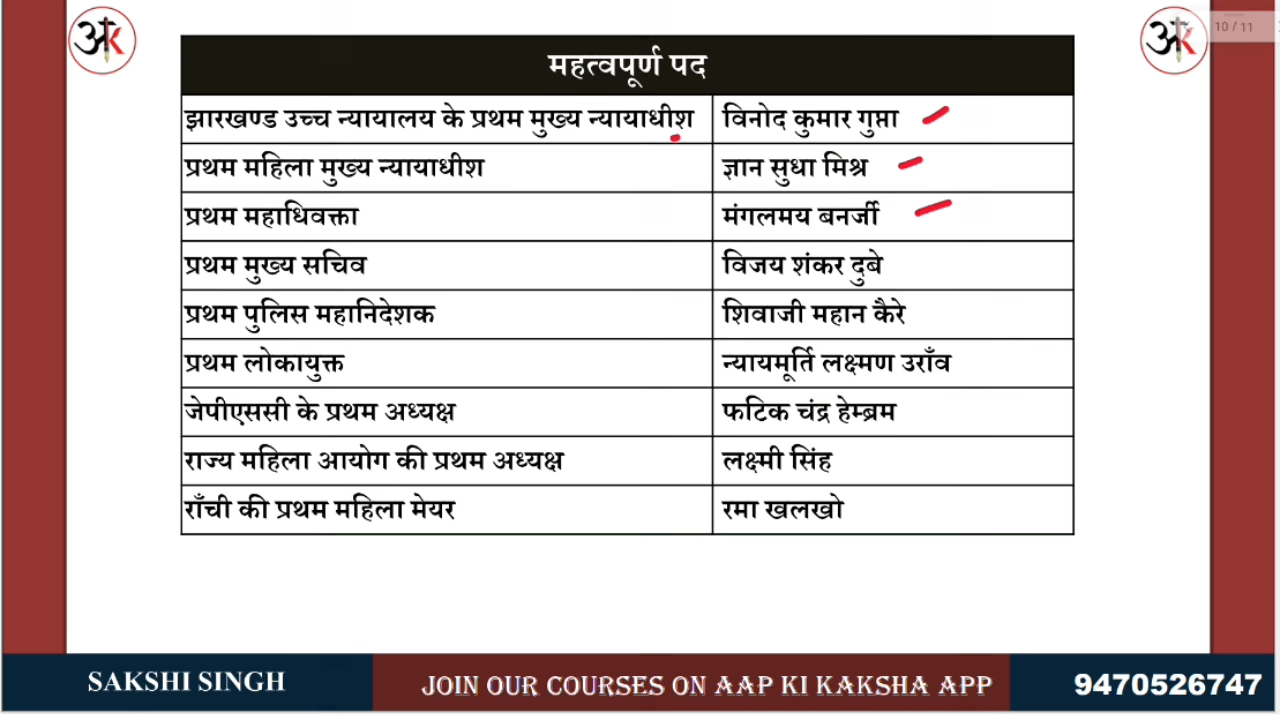 अk
अk
10 / 11
महत्वपूर्ण पद
झारखण्ड उच्च न्यायालय के प्रथम मुख्य न्यायाधीश विनोद कुमार गुप्ता
प्रथम महिला मुख्य न्यायाधीश ज्ञान सुधा मिश्र
प्रथम महाधिवक्ता मंगलमय बनर्जी
प्रथम मुख्य सचिव विजय शंकर दुबे
प्रथम पुलिस महानिदेशक शिवाजी महान कैरे
प्रथम लोकायुक्त न्यायमूर्ति लक्ष्मण उराँव
जेपीएससी के प्रथम अध्यक्ष फटिक चंद्र हेम्ब्रम
राज्य महिला आयोग की प्रथम अध्यक्ष लक्ष्मी सिंह
राँची की प्रथम महिला मेयर रमा खलखो
SAKSHI SINGH JOIN OUR COURSES ON AAP KI KAKSHA APP 9470526747